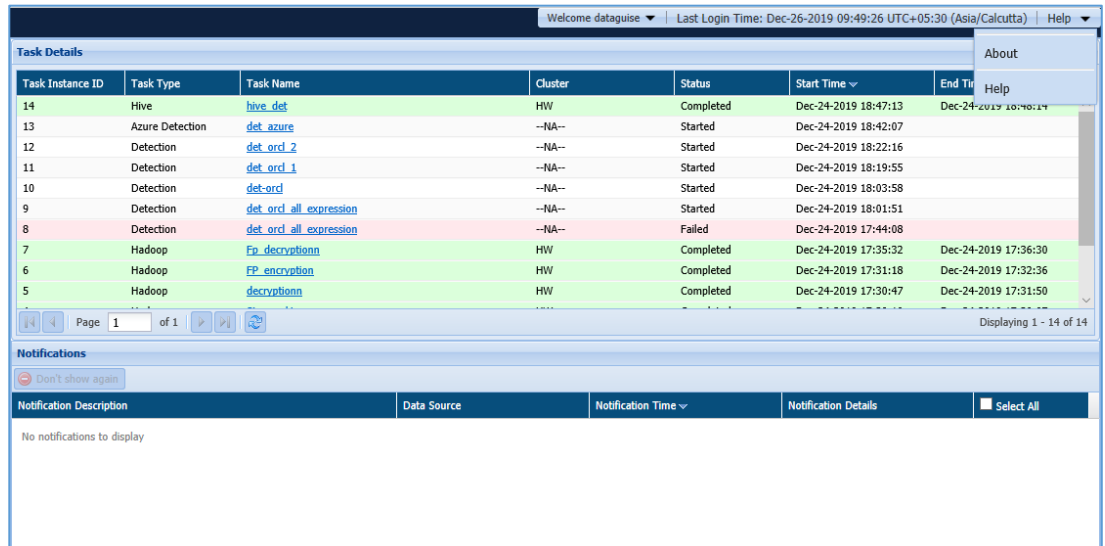 Welcome dataguise | Last Login Time: Dec-26-2019 09:49:26 UTC+05:30 (Asia/Calcutta) | Help
About
Help
Task Details
Task Instance ID Task Type Task Name Cluster Status Start Time End
14 Hive hive_det HW Completed Dec-24-2019 18:47:13 Dec-24-2019 18:48:14
13 Azure Detection det_azure --NA-- Started Dec-24-2019 18:42:07
12 Detection det_orcl_2 --NA-- Started Dec-24-2019 18:22:16
11 Detection det_orcl_1 --NA-- Started Dec-24-2019 18:19:55
10 Detection det-orcl --NA-- Started Dec-24-2019 18:03:58
9 Detection det_orcl_all_expression --NA-- Started Dec-24-2019 18:01:51
8 Detection det_orcl_all_expression --NA-- Failed Dec-24-2019 17:44:08
7 Hadoop Fp_decryptionn HW Completed Dec-24-2019 17:35:32 Dec-24-2019 17:36:30
6 Hadoop FP_encryption HW Completed Dec-24-2019 17:31:18 Dec-24-2019 17:32:36
5 Hadoop decryptionn HW Completed Dec-24-2019 17:30:47 Dec-24-2019 17:31:50
Page 1 of 1 Displaying 1 - 14 of 14
Notifications
Don't show again
Notification Description Data Source Notification Time Notification Details Select All
No notifications to display